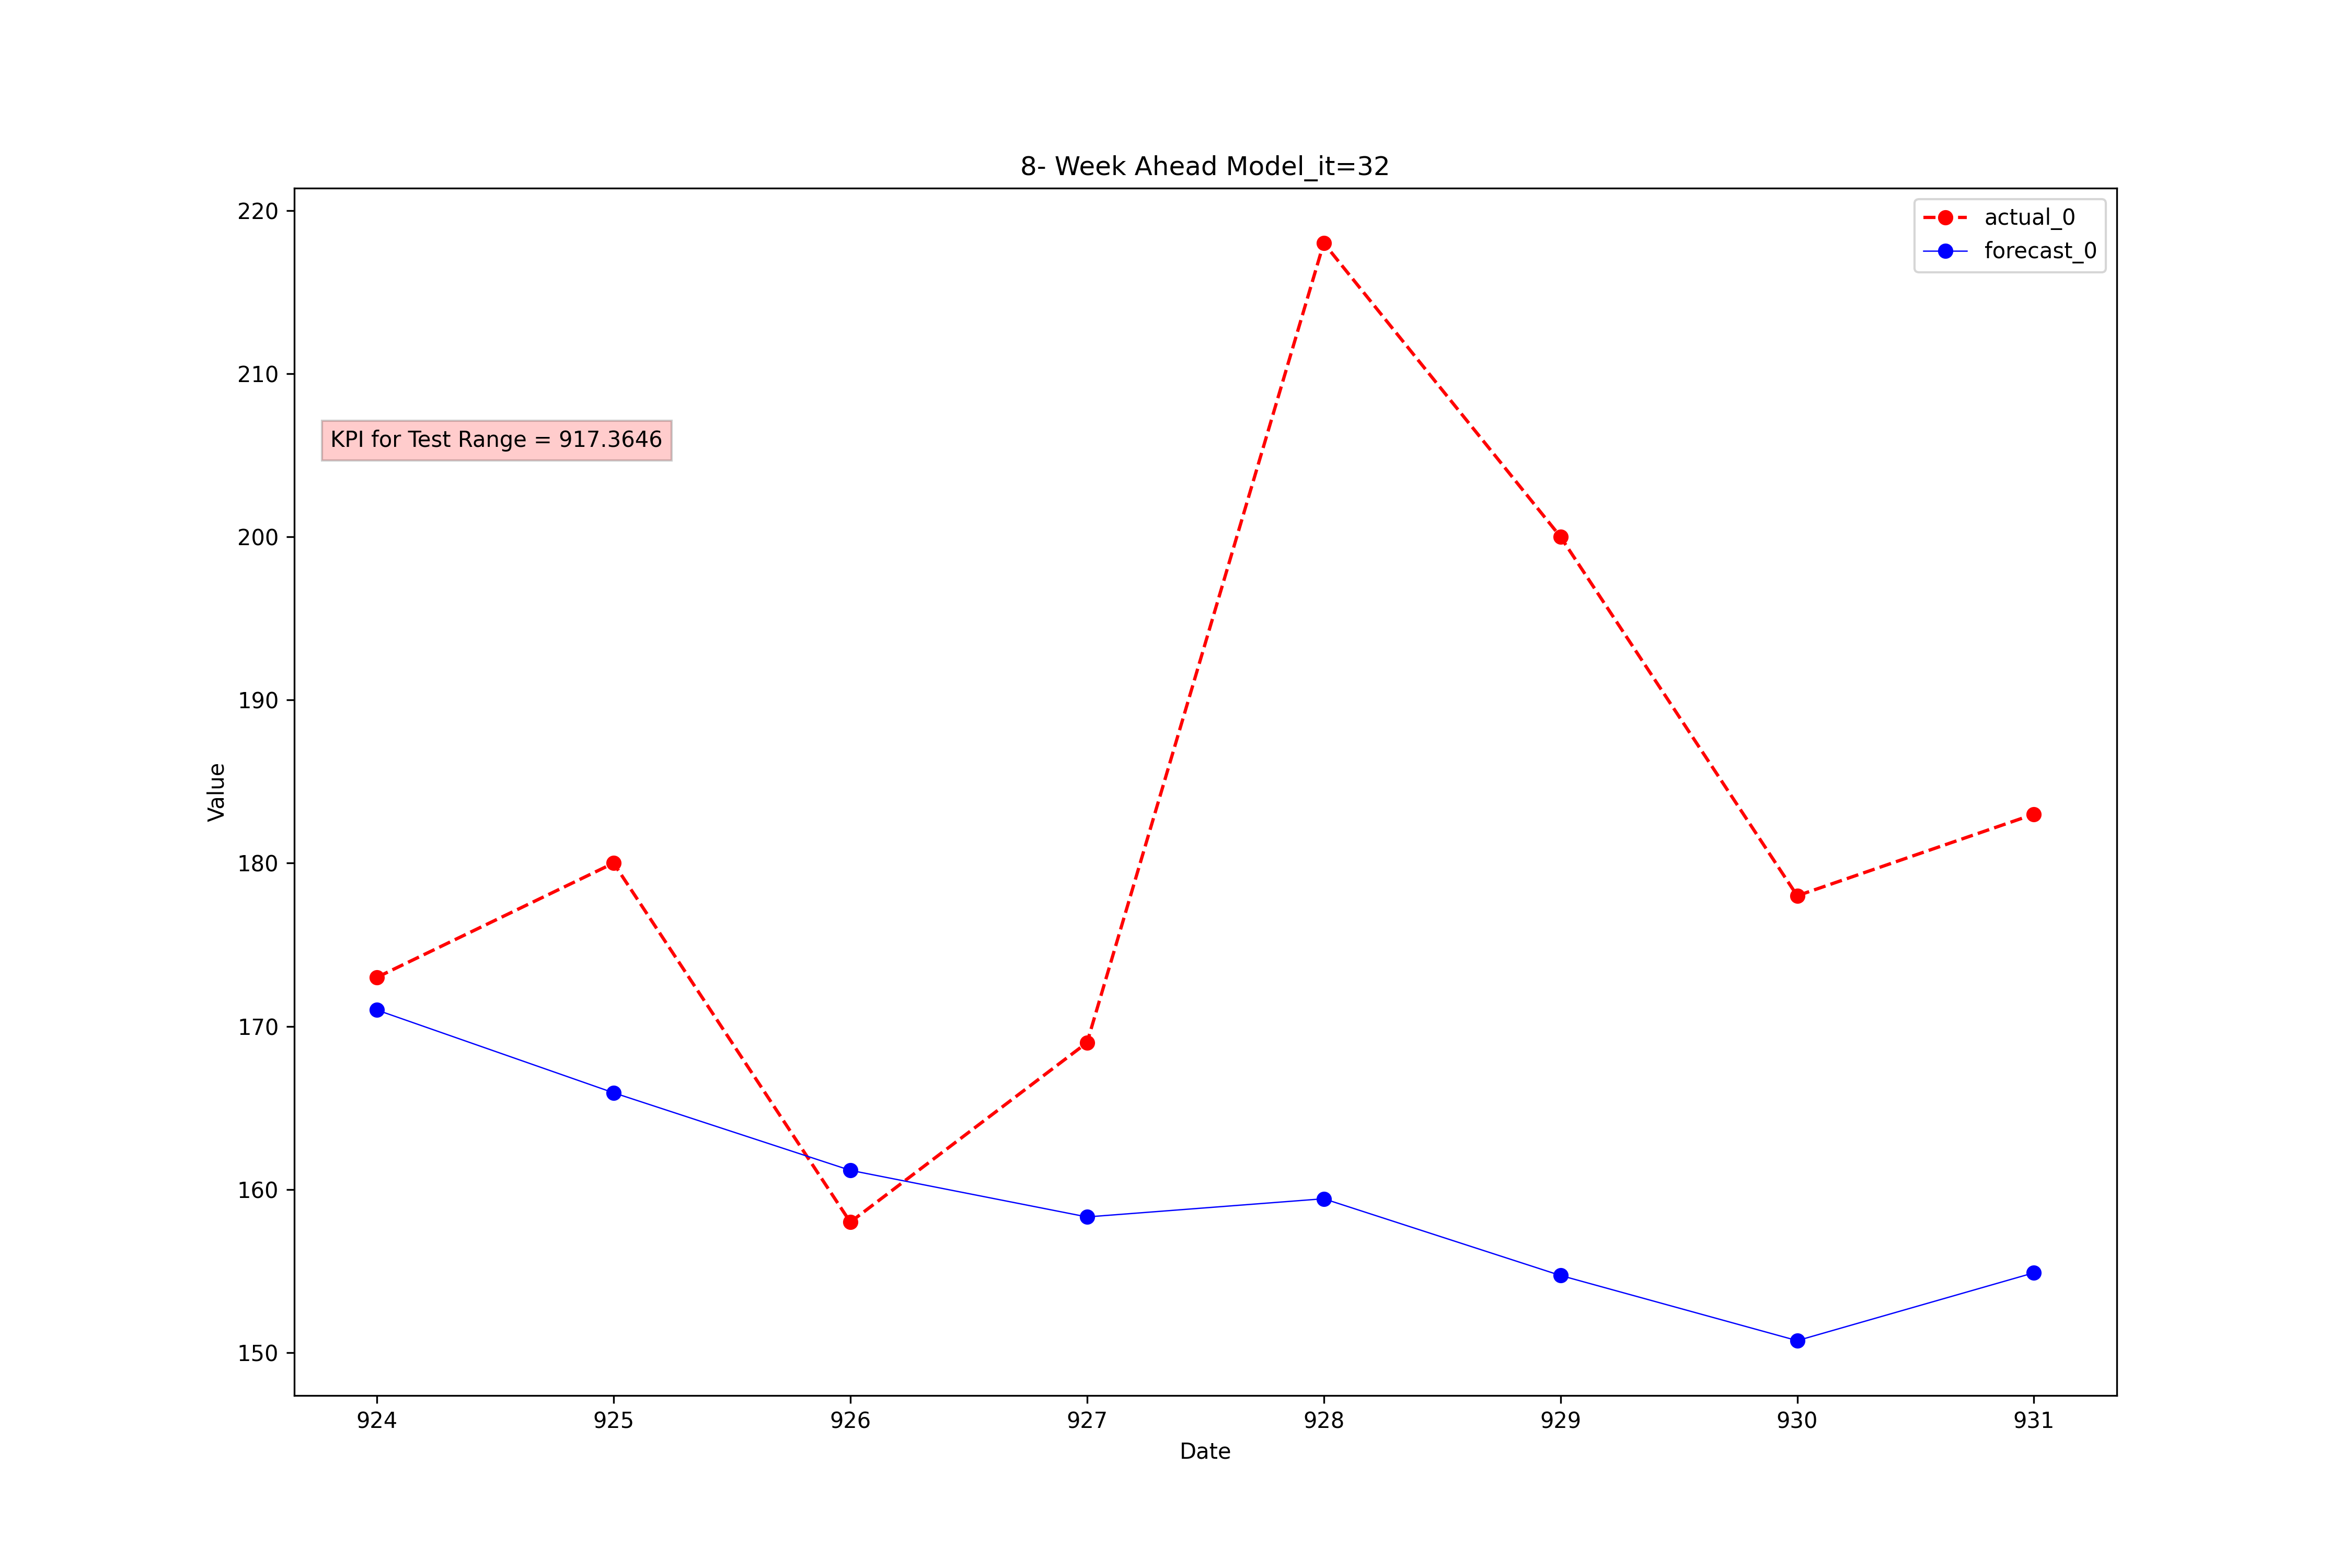 8- Week Ahead Model_it=32
actual_0
forecast_0
KPI for Test Range = 917.3646
Value
220
210
200
190
180
170
160
150
924 925 926 927 928 929 930 931
Date